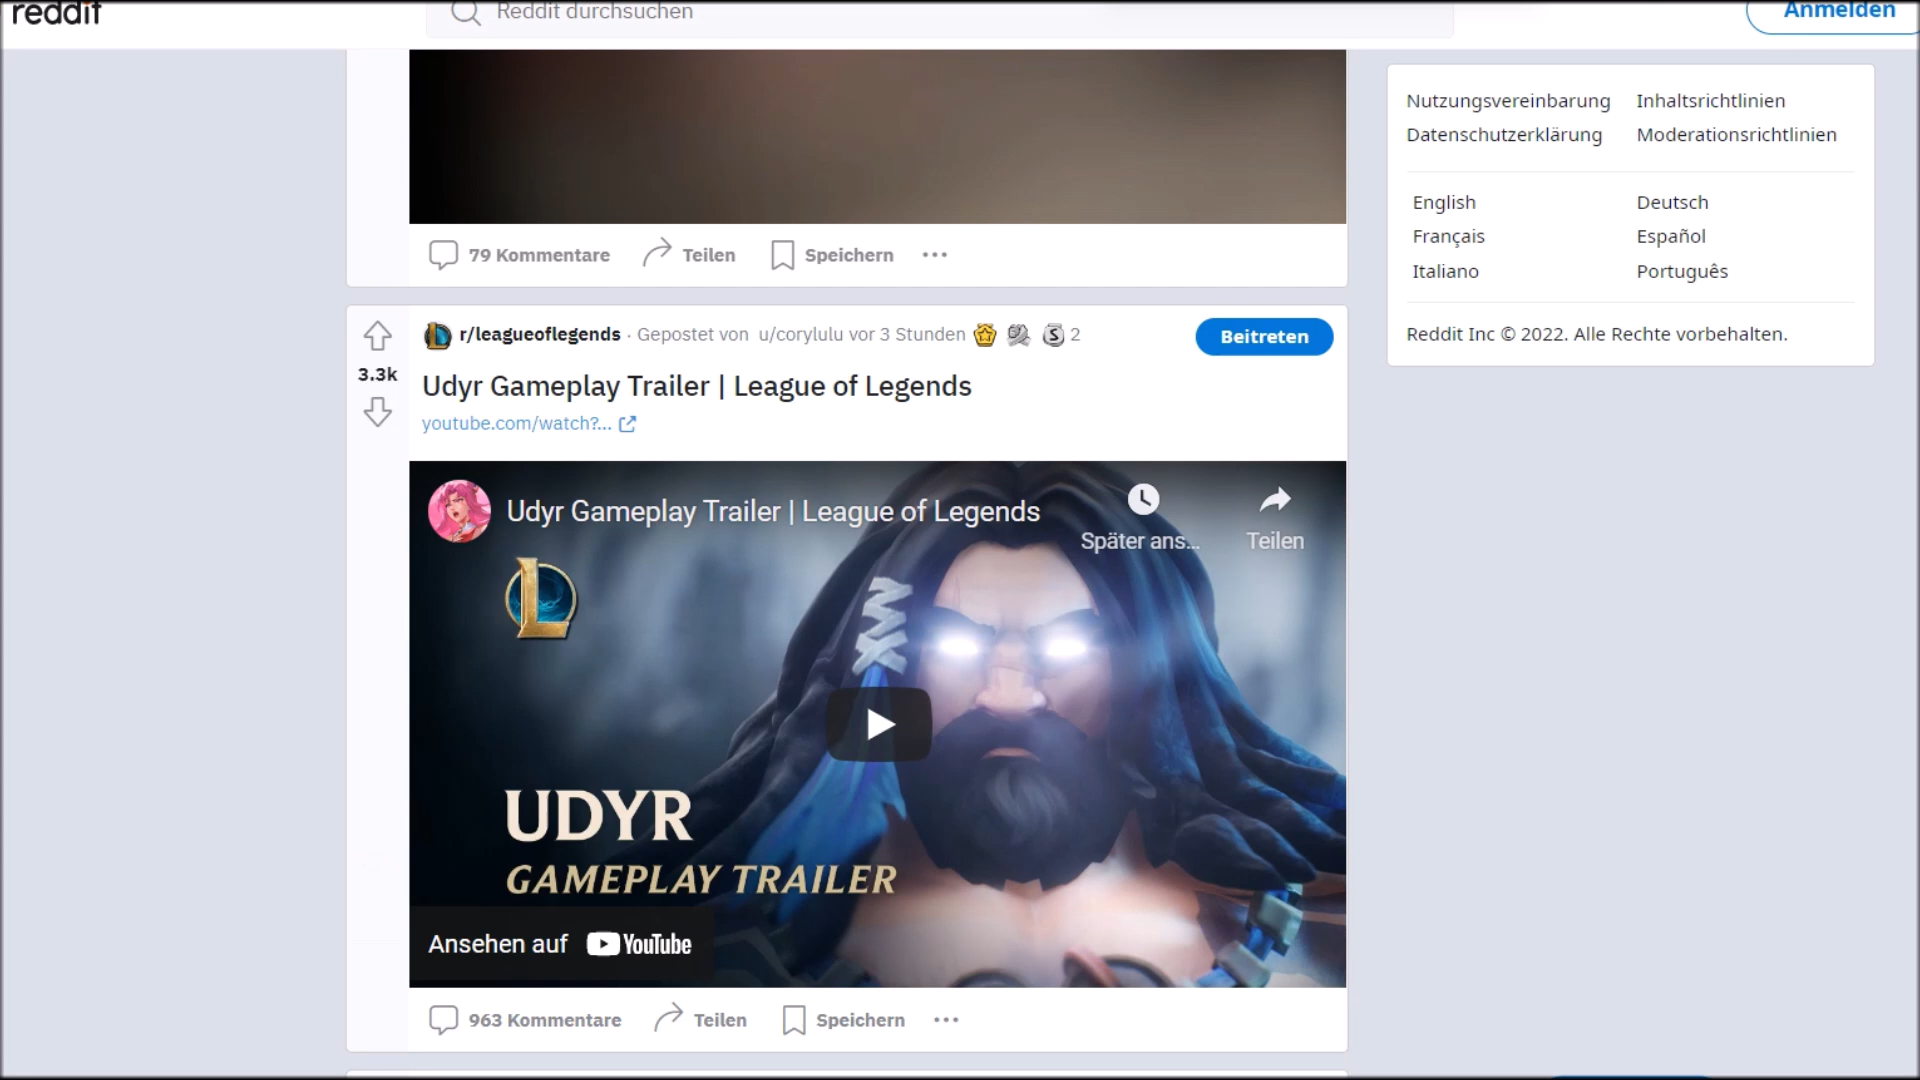 reddit
Reddit durchsuchen
Anmelden
79 Kommentare
Teilen
Speichern
r/leagueoflegends · Gepostet von u/corylulu vor 3 Stunden
2
Beitreten
3.3k
Udyr Gameplay Trailer | League of Legends
youtube.com/watch?...
Udyr Gameplay Trailer | League of Legends
Später ans...
Teilen
UDYR
GAMEPLAY TRAILER
Ansehen auf YouTube
963 Kommentare
Teilen
Speichern
Nutzungsvereinbarung Inhaltsrichtlinien
Datenschutzerklärung Moderationsrichtlinien
English Deutsch
Français Español
Italiano Português
Reddit Inc © 2022. Alle Rechte vorbehalten.